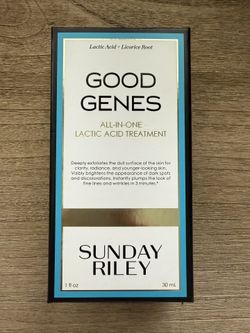 Lactic Acid + Licorice Root
GOOD
GENES
ALL-IN-ONE
LACTIC ACID TREATMENT
Deeply exfoliates the dull surface of the skin for
clarity, radiance, and younger-looking skin.
Visibly brightens the appearance of dark spots
and discolorations. Instantly plumps the look of
fine lines and wrinkles in 3 minutes.*
SUNDAY
RILEY
1 fl oz 30 mL